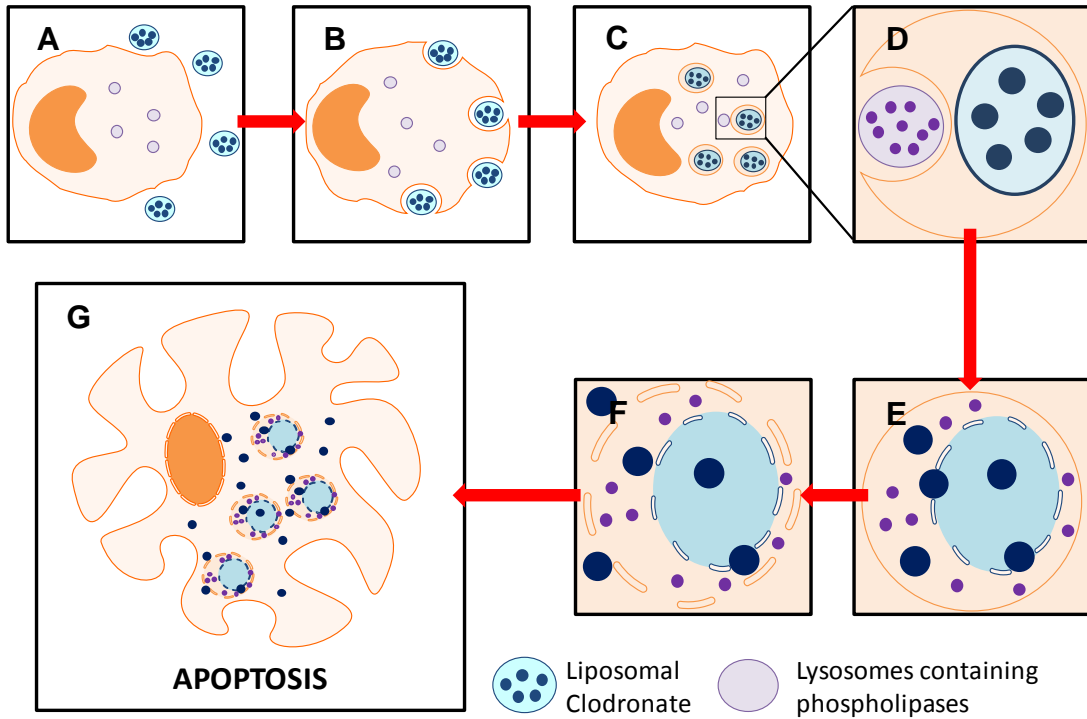 A
B
C
D
G
F
E
APOPTOSIS
Liposomal
Clodronate
Lysosomes containing
phospholipases